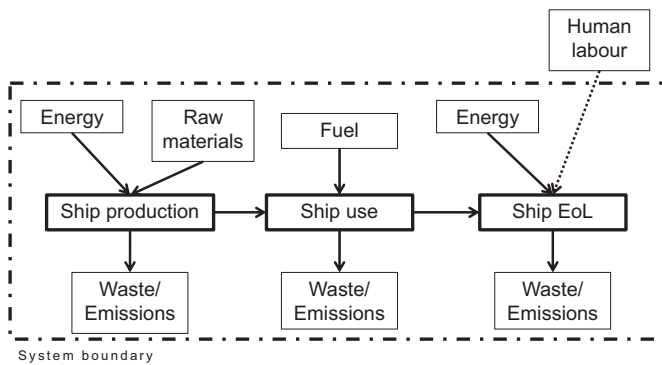 Human
labour
Energy
Raw
materials
Fuel
Energy
Ship production
Ship use
Ship EoL
Waste/
Emissions
Waste/
Emissions
Waste/
Emissions
System boundary